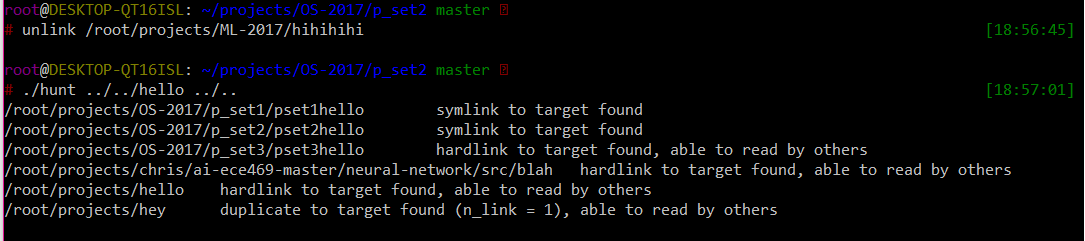 root@DESKTOP-QT16ISL: ~/projects/OS-2017/p_set2 master
# unlink /root/projects/ML-2017/hihihihi [18:56:45]
root@DESKTOP-QT16ISL: ~/projects/OS-2017/p_set2 master
# ./hunt ../../hello ../.. [18:57:01]
/root/projects/OS-2017/p_set1/pset1hello symlink to target found
/root/projects/OS-2017/p_set2/pset2hello symlink to target found
/root/projects/OS-2017/p_set3/pset3hello hardlink to target found, able to read by others
/root/projects/chris/ai-ece469-master/neural-network/src/blah hardlink to target found, able to read by others
/root/projects/hello hardlink to target found, able to read by others
/root/projects/hey duplicate to target found (n_link = 1), able to read by others